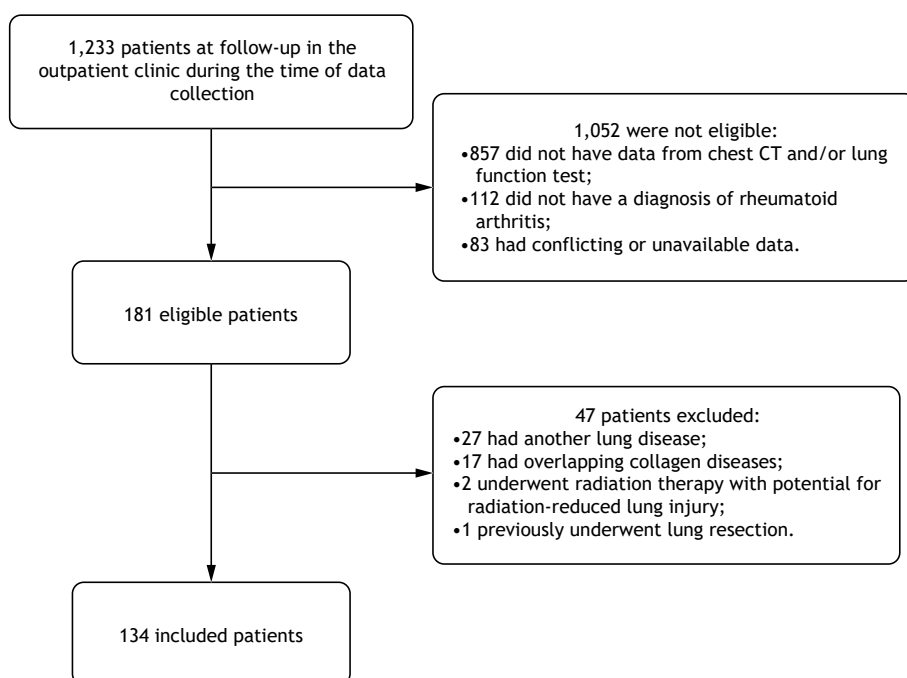 1,233 patients at follow-up in the
outpatient clinic during the time of data
collection
1,052 were not eligible:
•857 did not have data from chest CT and/or lung
function test;
•112 did not have a diagnosis of rheumatoid
arthritis;
•83 had conflicting or unavailable data.
181 eligible patients
47 patients excluded:
•27 had another lung disease;
•17 had overlapping collagen diseases;
•2 underwent radiation therapy with potential for
radiation-reduced lung injury;
•1 previously underwent lung resection.
134 included patients